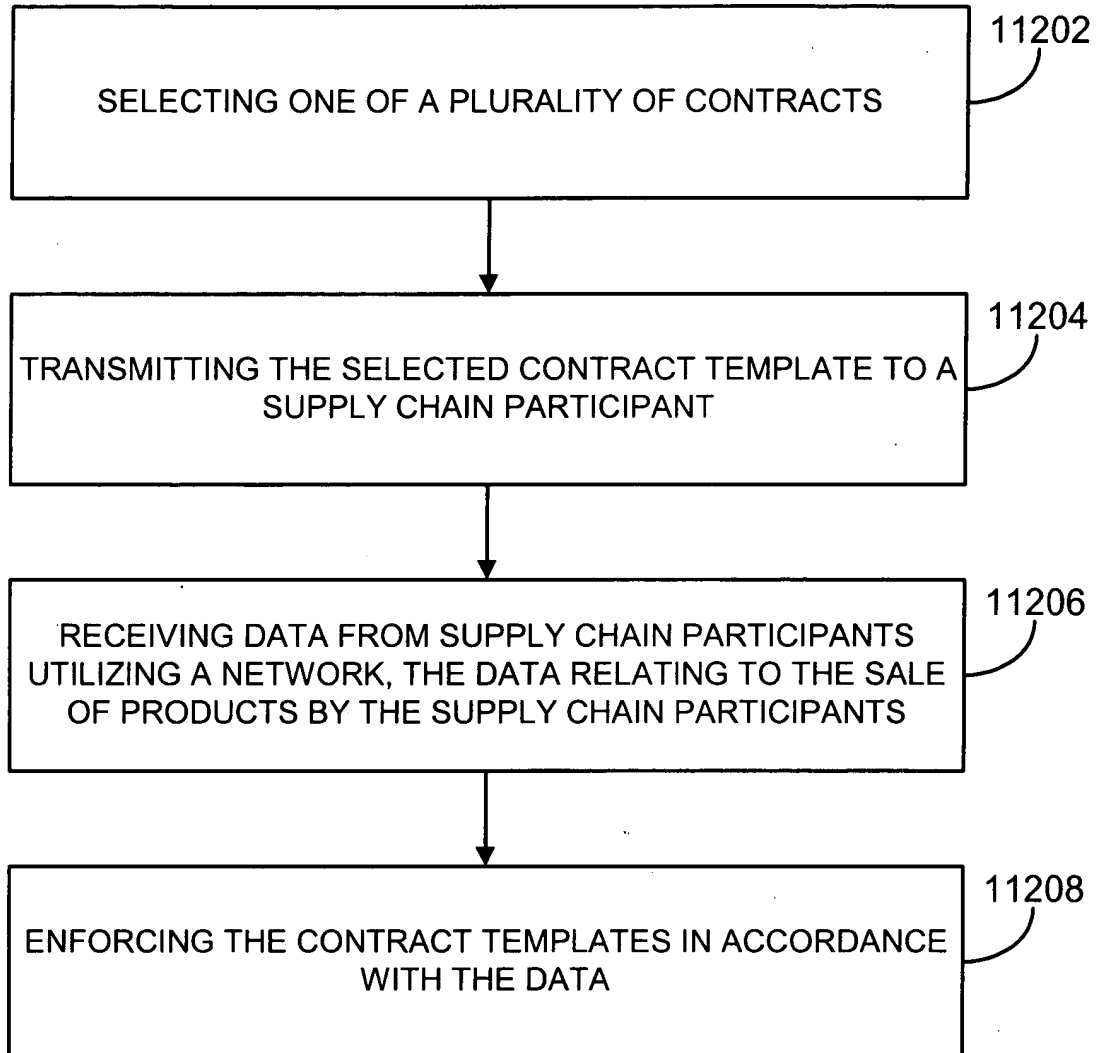 11202
SELECTING ONE OF A PLURALITY OF CONTRACTS
11204
TRANSMITTING THE SELECTED CONTRACT TEMPLATE TO A
SUPPLY CHAIN PARTICIPANT
11206
RECEIVING DATA FROM SUPPLY CHAIN PARTICIPANTS
UTILIZING A NETWORK, THE DATA RELATING TO THE SALE
OF PRODUCTS BY THE SUPPLY CHAIN PARTICIPANTS
11208
ENFORCING THE CONTRACT TEMPLATES IN ACCORDANCE
WITH THE DATA